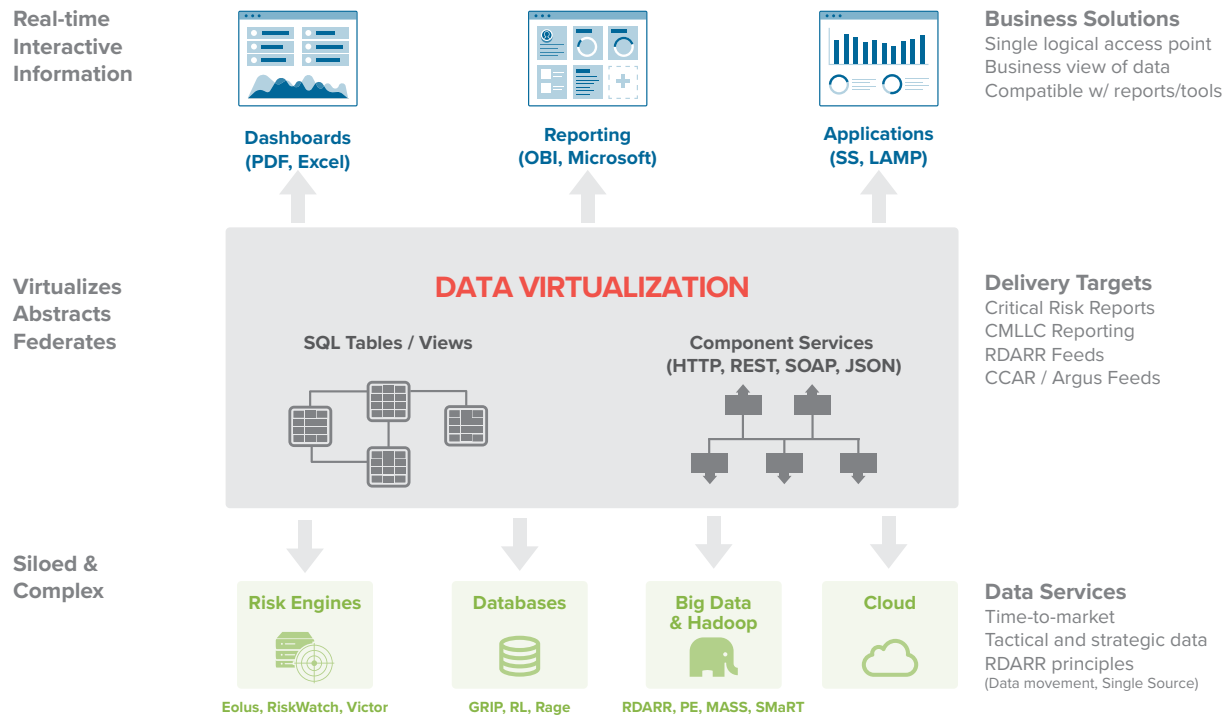 Real-time
Interactive
Information
Business Solutions
Single logical access point
Business view of data
Compatible w/ reports/tools
Dashboards
(PDF, Excel)
Reporting
(OBI, Microsoft)
Applications
(SS, LAMP)
Virtualizes
Abstracts
Federates
DATA VIRTUALIZATION
SQL Tables / Views
Component Services
(HTTP, REST, SOAP, JSON)
Delivery Targets
Critical Risk Reports
CMLLC Reporting
RDARR Feeds
CCAR / Argus Feeds
Siloed &
Complex
Risk Engines
Eolus, RiskWatch, Victor
Databases
GRIP, RL, Rage
Big Data
& Hadoop
RDARR, PE, MASS, SMaRT
Cloud
Data Services
Time-to-market
Tactical and strategic data
RDARR principles
(Data movement, Single Source)